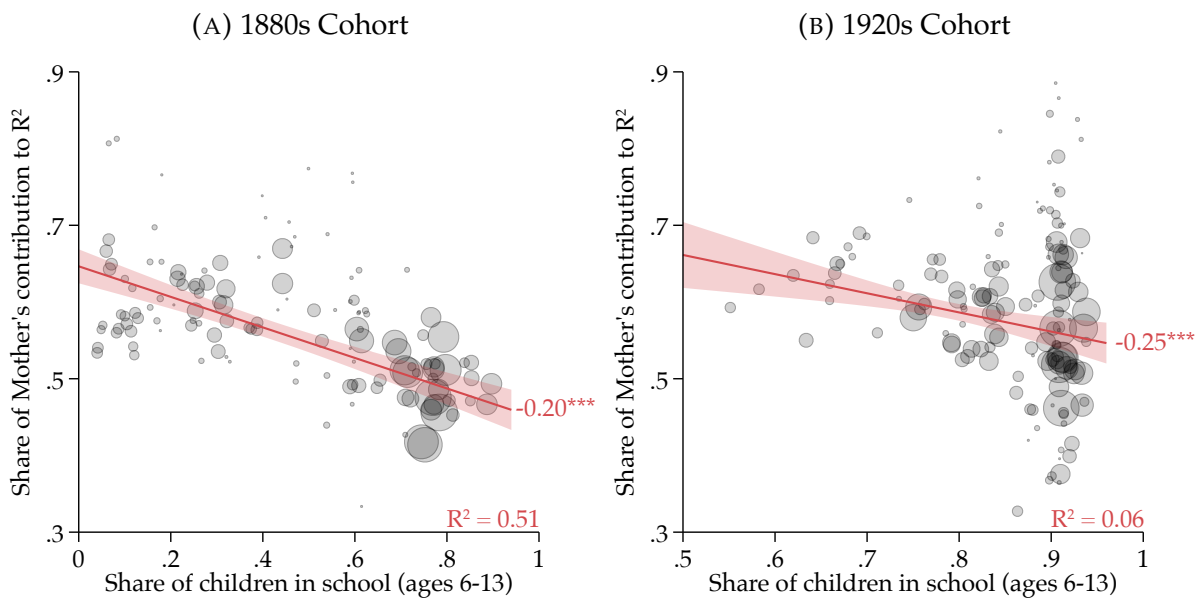 (A) 1880s Cohort
Share of Mother's contribution to R²
.9
.7
.5
.3
-0.20***
R² = 0.51
0
.2
.4
.6
.8
1
Share of children in school (ages 6-13)
(B) 1920s Cohort
Share of Mother's contribution to R²
.9
.7
.5
.3
-0.25***
R² = 0.06
.5
.6
.7
.8
.9
1
Share of children in school (ages 6-13)